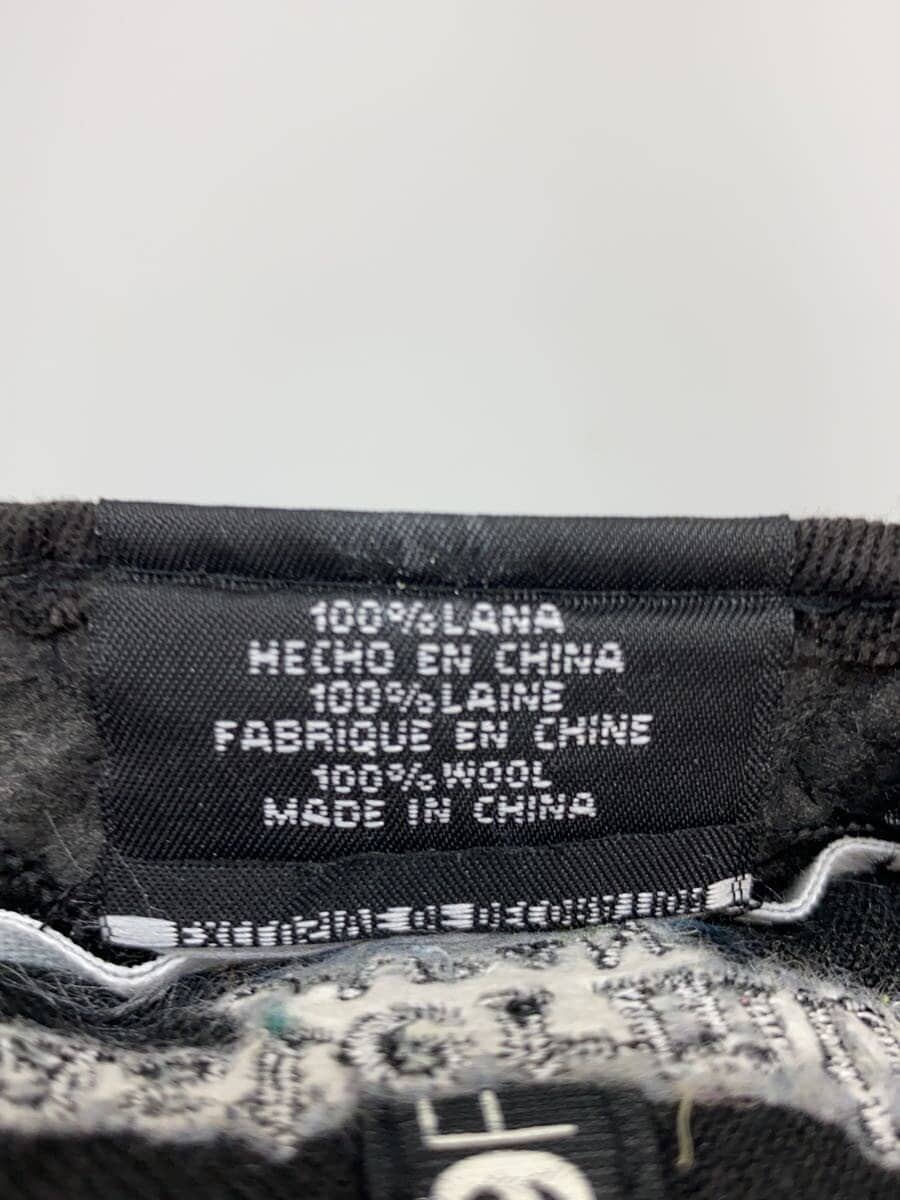 100%LANA
HECHO EN CHINA
100%LAINE
FABRIQUE EN CHINE
100%WOOL
MADE IN CHINA